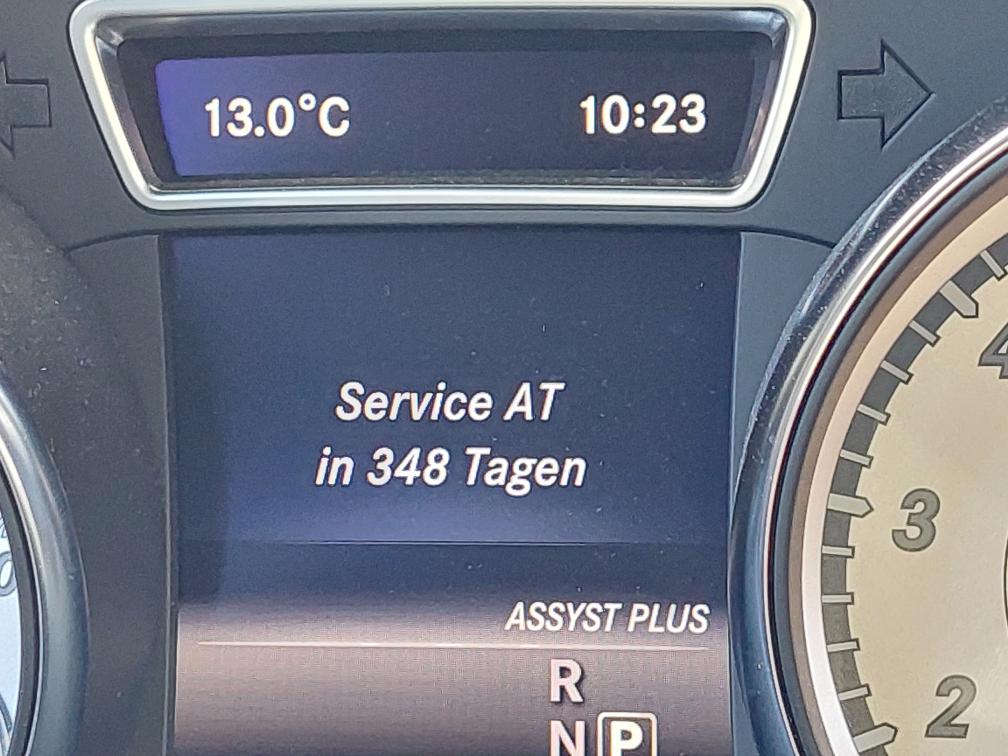 13.0°C 10:23
Service AT
in 348 Tagen
ASSYST PLUS
R
N P
3
2